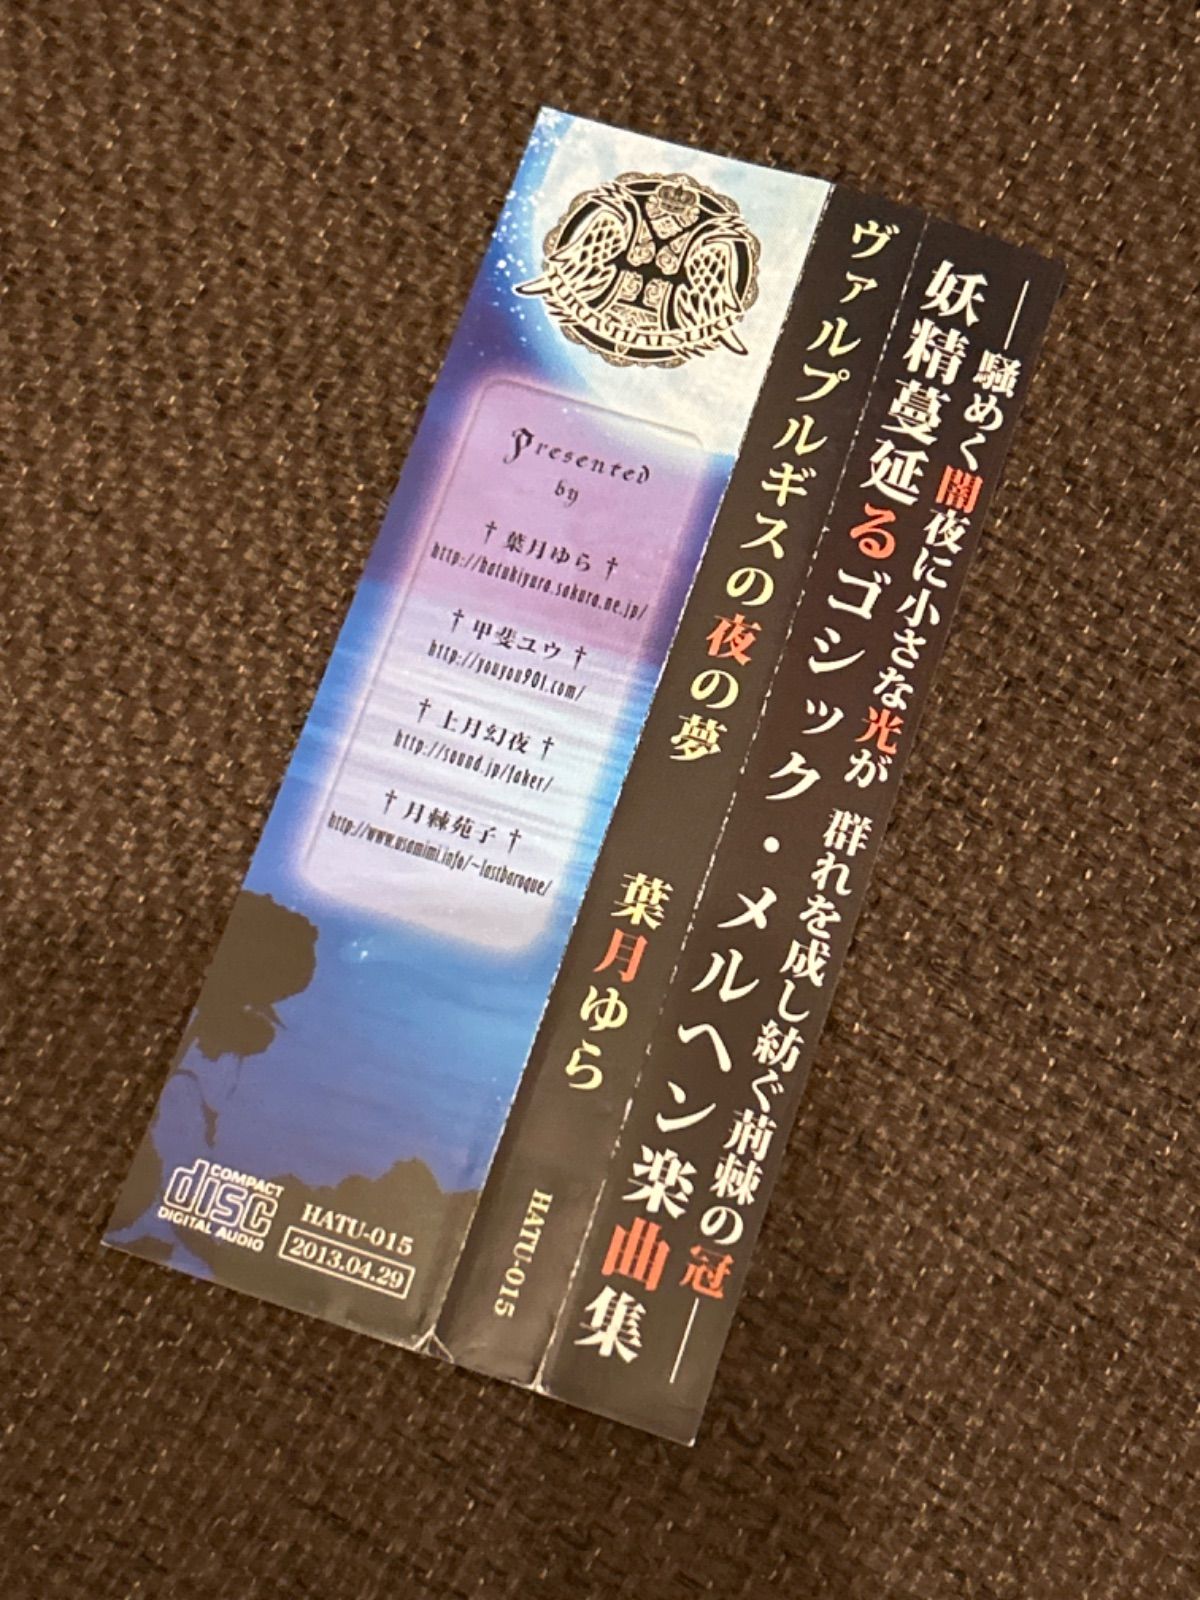 ――騒めく闇夜に小さな光が 群れを成し紡ぐ荊棘の冠――
妖精蔓延るゴシック・メルヘン楽曲集
ヴァルプルギスの夜の夢 葉月ゆら HATU-015
YURA HATSUKI
Presented
by
† 葉月ゆら †
http://hatukiyura.sakura.ne.jp/
† 甲斐ユウ †
http://youyou901.com/
† 上月幻夜 †
http://sound.jp/faker/
† 月棘苑子 †
http://www.usamimi.info/~lastbaroque/
COMPACT
disc
DIGITAL AUDIO
HATU-015
2013.04.29